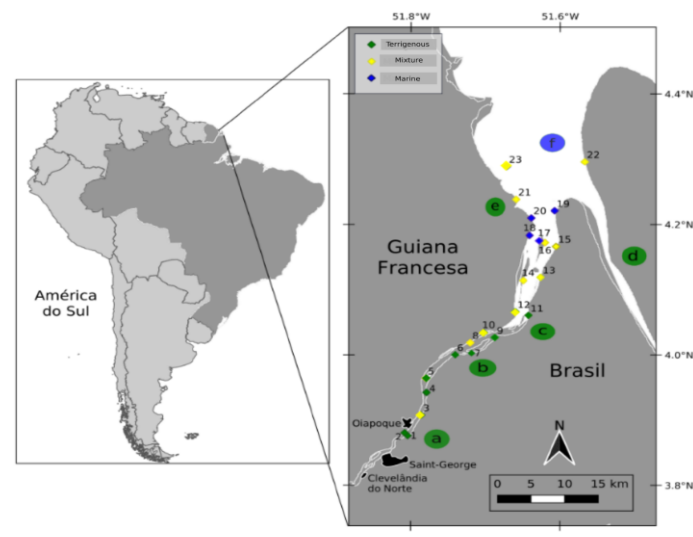 51.8°W
51.6°W
Terrigenous
Mixture
Marine
4.4°N
f
22
23
21
e
20
19
4.2°N
18
17
16
15
d
Guiana
Francesa
14
13
América
do Sul
12
11
10
c
8
9
4.0°N
6
7
b
Brasil
5
4
3
N
Oiapoque
2
1
a
Saint-George
Clevelândia
do Norte
0 5 10 15 km
3.8°N